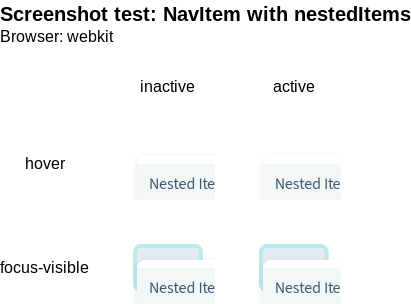 Screenshot test: NavItem with nestedItems
Browser: webkit
inactive active
hover
Nested Ite Nested Ite
focus-visible
Nested Ite Nested Ite